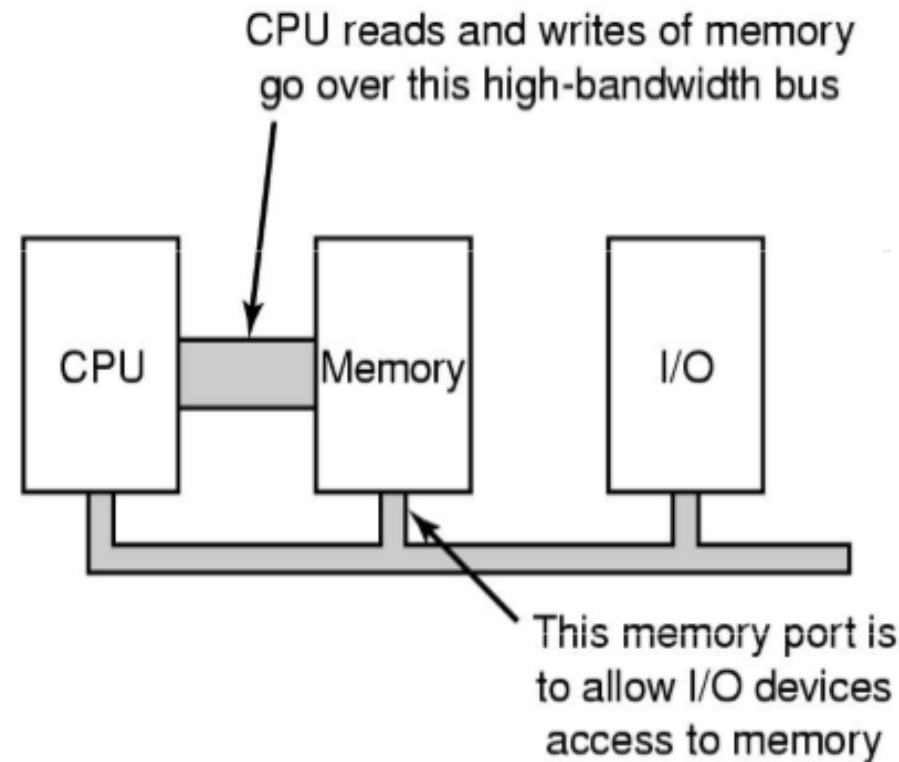 CPU reads and writes of memory
go over this high-bandwidth bus
CPU
Memory
I/O
This memory port is
to allow I/O devices
access to memory